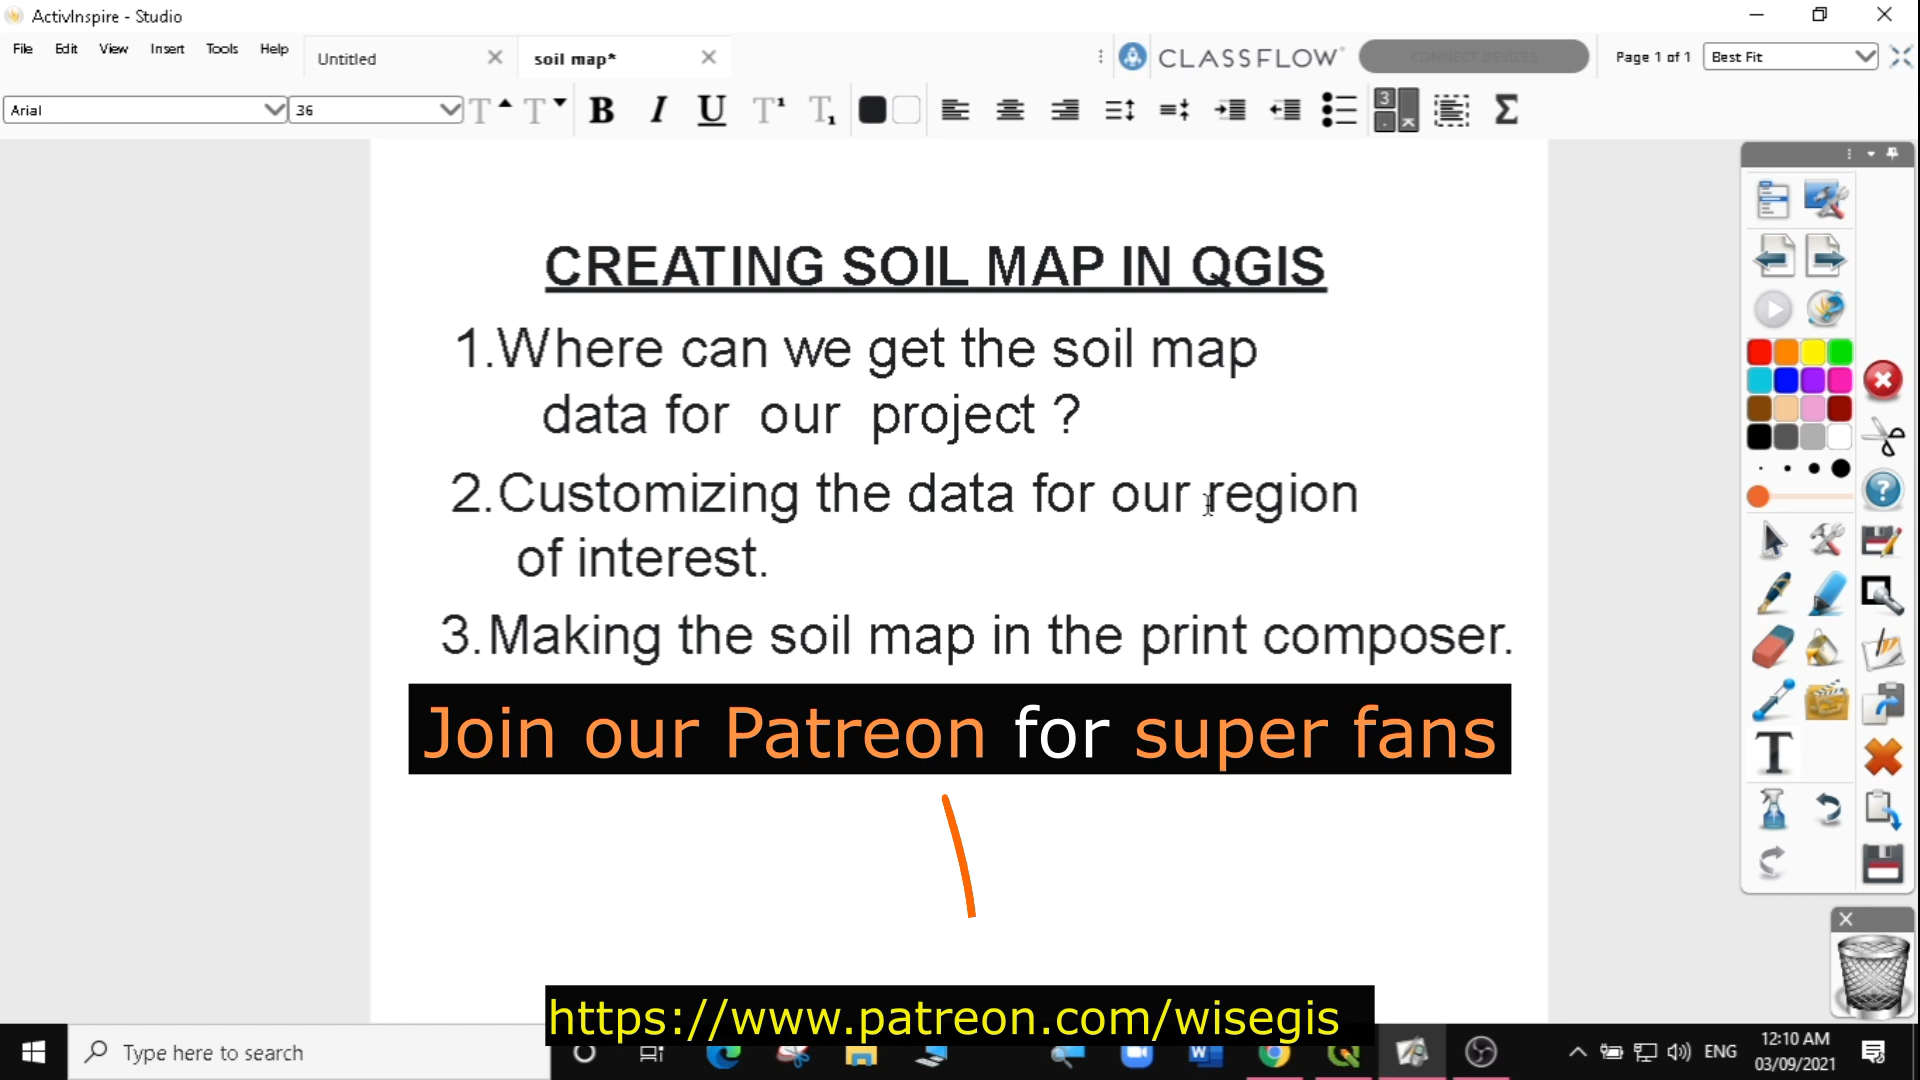 ActivInspire - Studio
File Edit View Insert Tools Help
Untitled
soil map*
CLASSFLOW
CONNECT DEVICES
Page 1 of 1
Best Fit
Arial
36
CREATING SOIL MAP IN QGIS
1.Where can we get the soil map
data for our project ?
2.Customizing the data for our region
of interest.
3.Making the soil map in the print composer.
Join our Patreon for super fans
https://www.patreon.com/wisegis
Type here to search
ENG
12:10 AM
03/09/2021